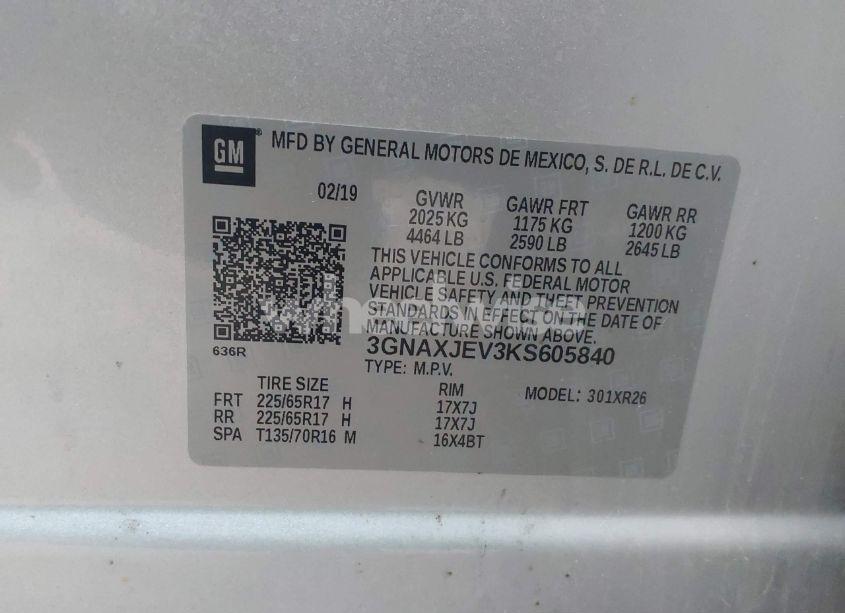 GM ® MFD BY GENERAL MOTORS DE MEXICO, S. DE R.L. DE C.V.
02/19 GVWR GAWR FRT GAWR RR
2025 KG 1175 KG 1200 KG
4464 LB 2590 LB 2645 LB
THIS VEHICLE CONFORMS TO ALL
APPLICABLE U.S. FEDERAL MOTOR
VEHICLE SAFETY AND THEFT PREVENTION
STANDARDS IN EFFECT ON THE DATE OF
MANUFACTURE SHOWN ABOVE.
636R 3GNAXJEV3KS605840
TYPE: M.P.V.
TIRE SIZE RIM MODEL: 301XR26
FRT 225/65R17 H 17X7J
RR 225/65R17 H 17X7J
SPA T135/70R16 M 16X4BT